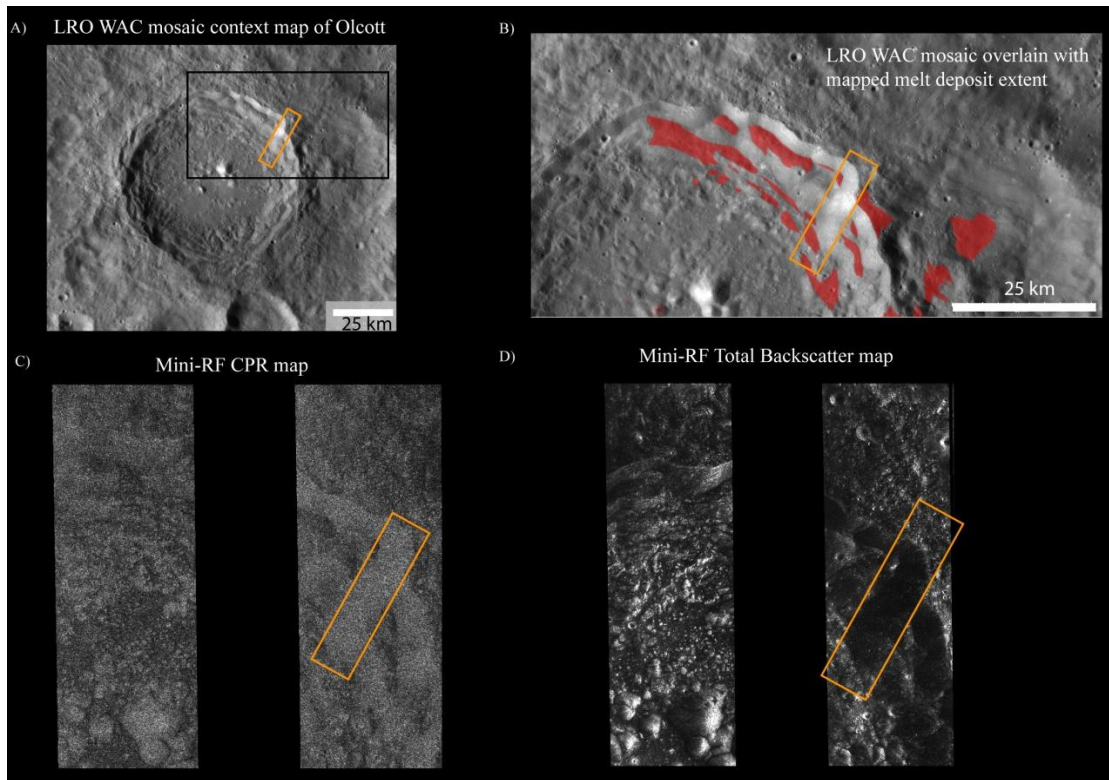 A) LRO WAC mosaic context map of Olcott
25 km
B)
LRO WAC mosaic overlain with
mapped melt deposit extent
25 km
C) Mini-RF CPR map
D) Mini-RF Total Backscatter map